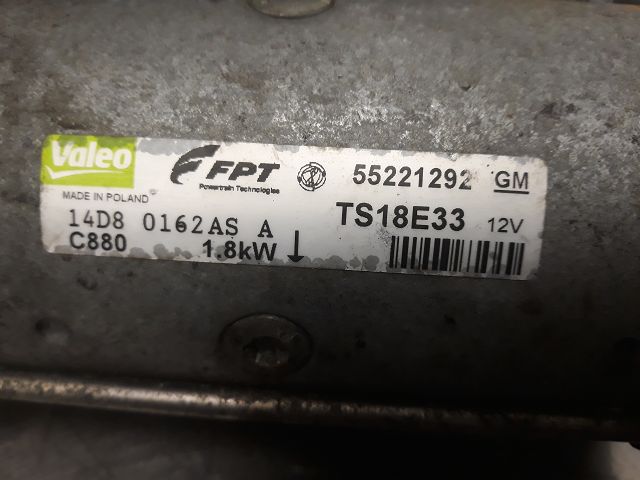 Valeo FPT 55221292 GM
Powertrain Technologies
MADE IN POLAND
14D8 0162AS A TS18E33 12V
C880 1.8kW